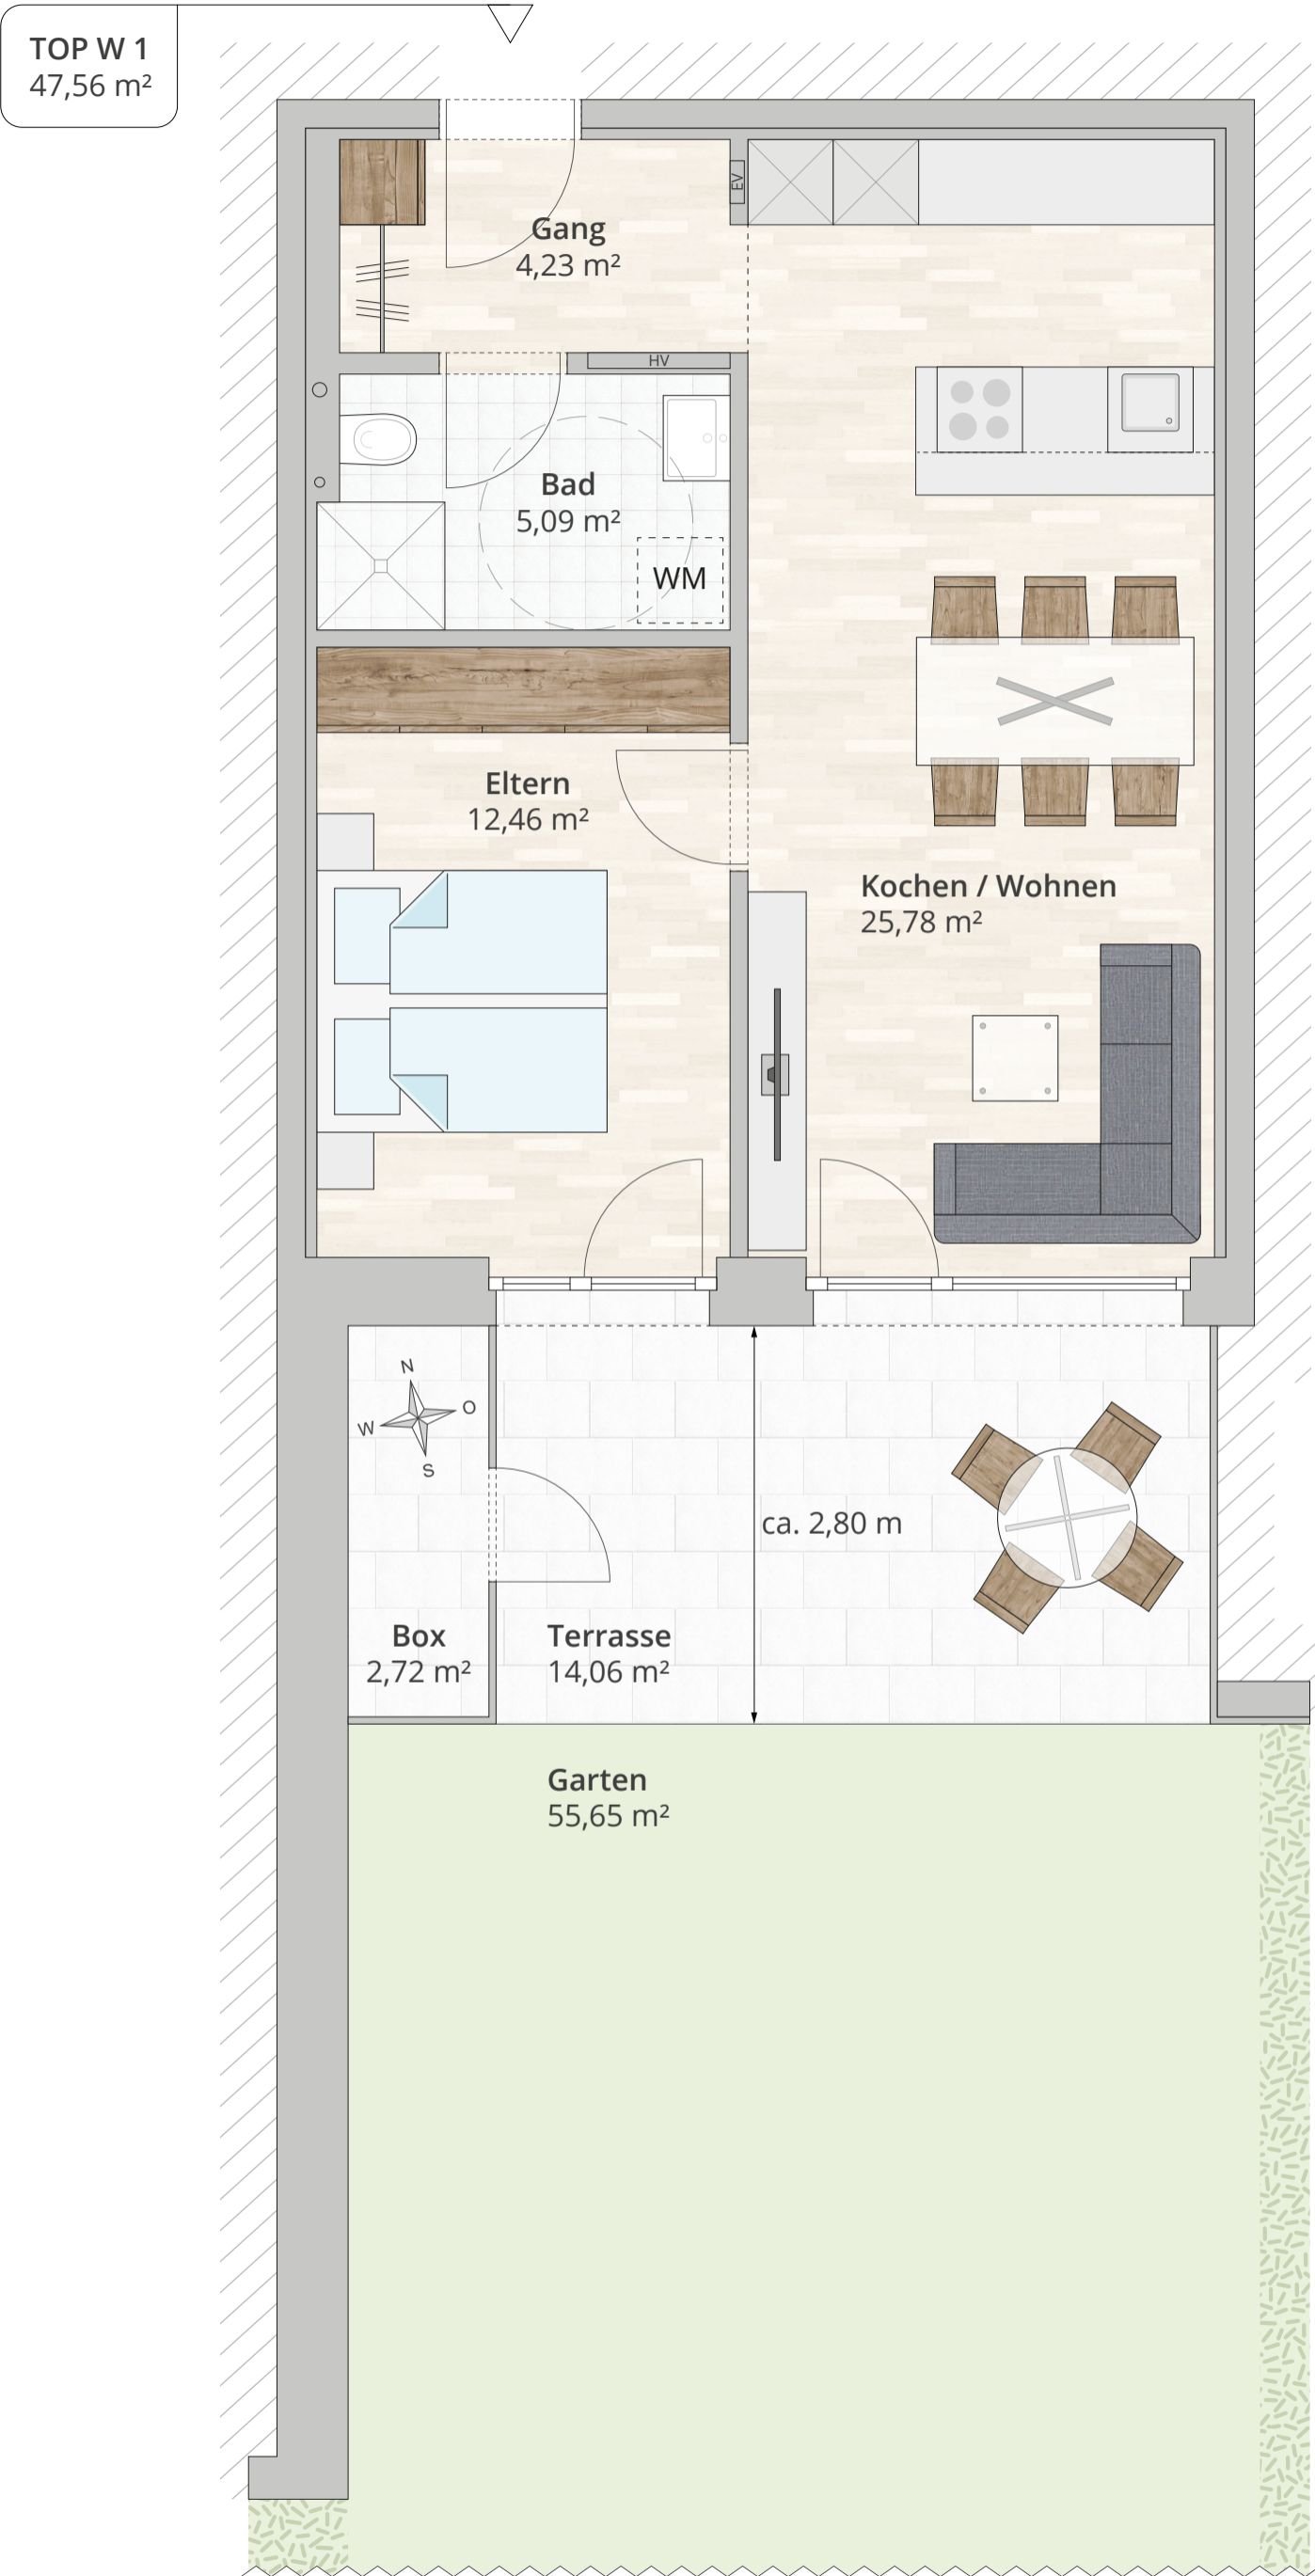 TOP W 1
47,56 m²
EV
Gang
4,23 m²
HV
Bad
5,09 m²
WM
Eltern
12,46 m²
Kochen / Wohnen
25,78 m²
N
O
W
S
ca. 2,80 m
Box
2,72 m²
Terrasse
14,06 m²
Garten
55,65 m²